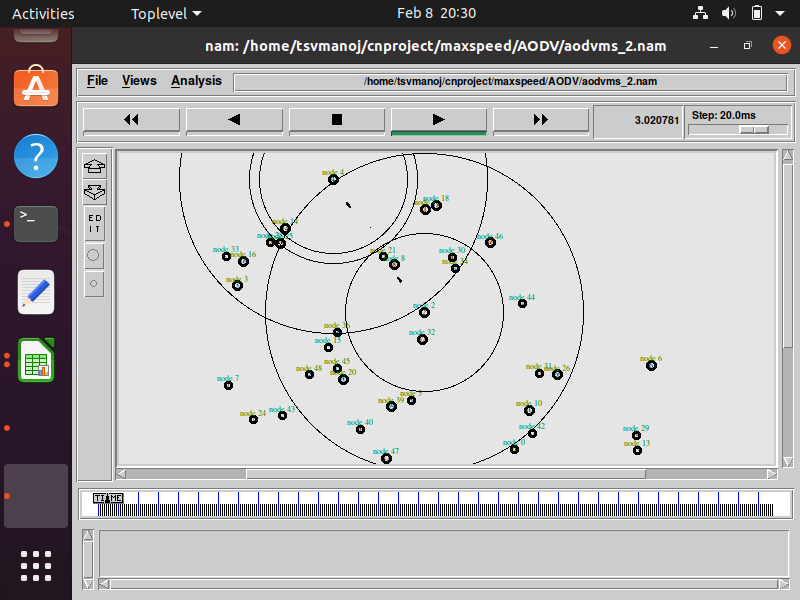 Activities Toplevel Feb 8 20:30
nam: /home/tsvmanoj/cnproject/maxspeed/AODV/aodvms_2.nam
File Views Analysis /home/tsvmanoj/cnproject/maxspeed/AODV/aodvms_2.nam
3.020781 Step: 20.0ms
node 4
EDIT
node 18
node 14
node 46
node 33
node 16
node 21
node 8
node 30
node 3
node 44
node 2
node 32
node 15
node 6
node 48
node 45
node 20
node 7
node 26
node 39
node 10
node 24
node 43
node 40
node 42
node 0
node 29
node 13
node 47
TIME